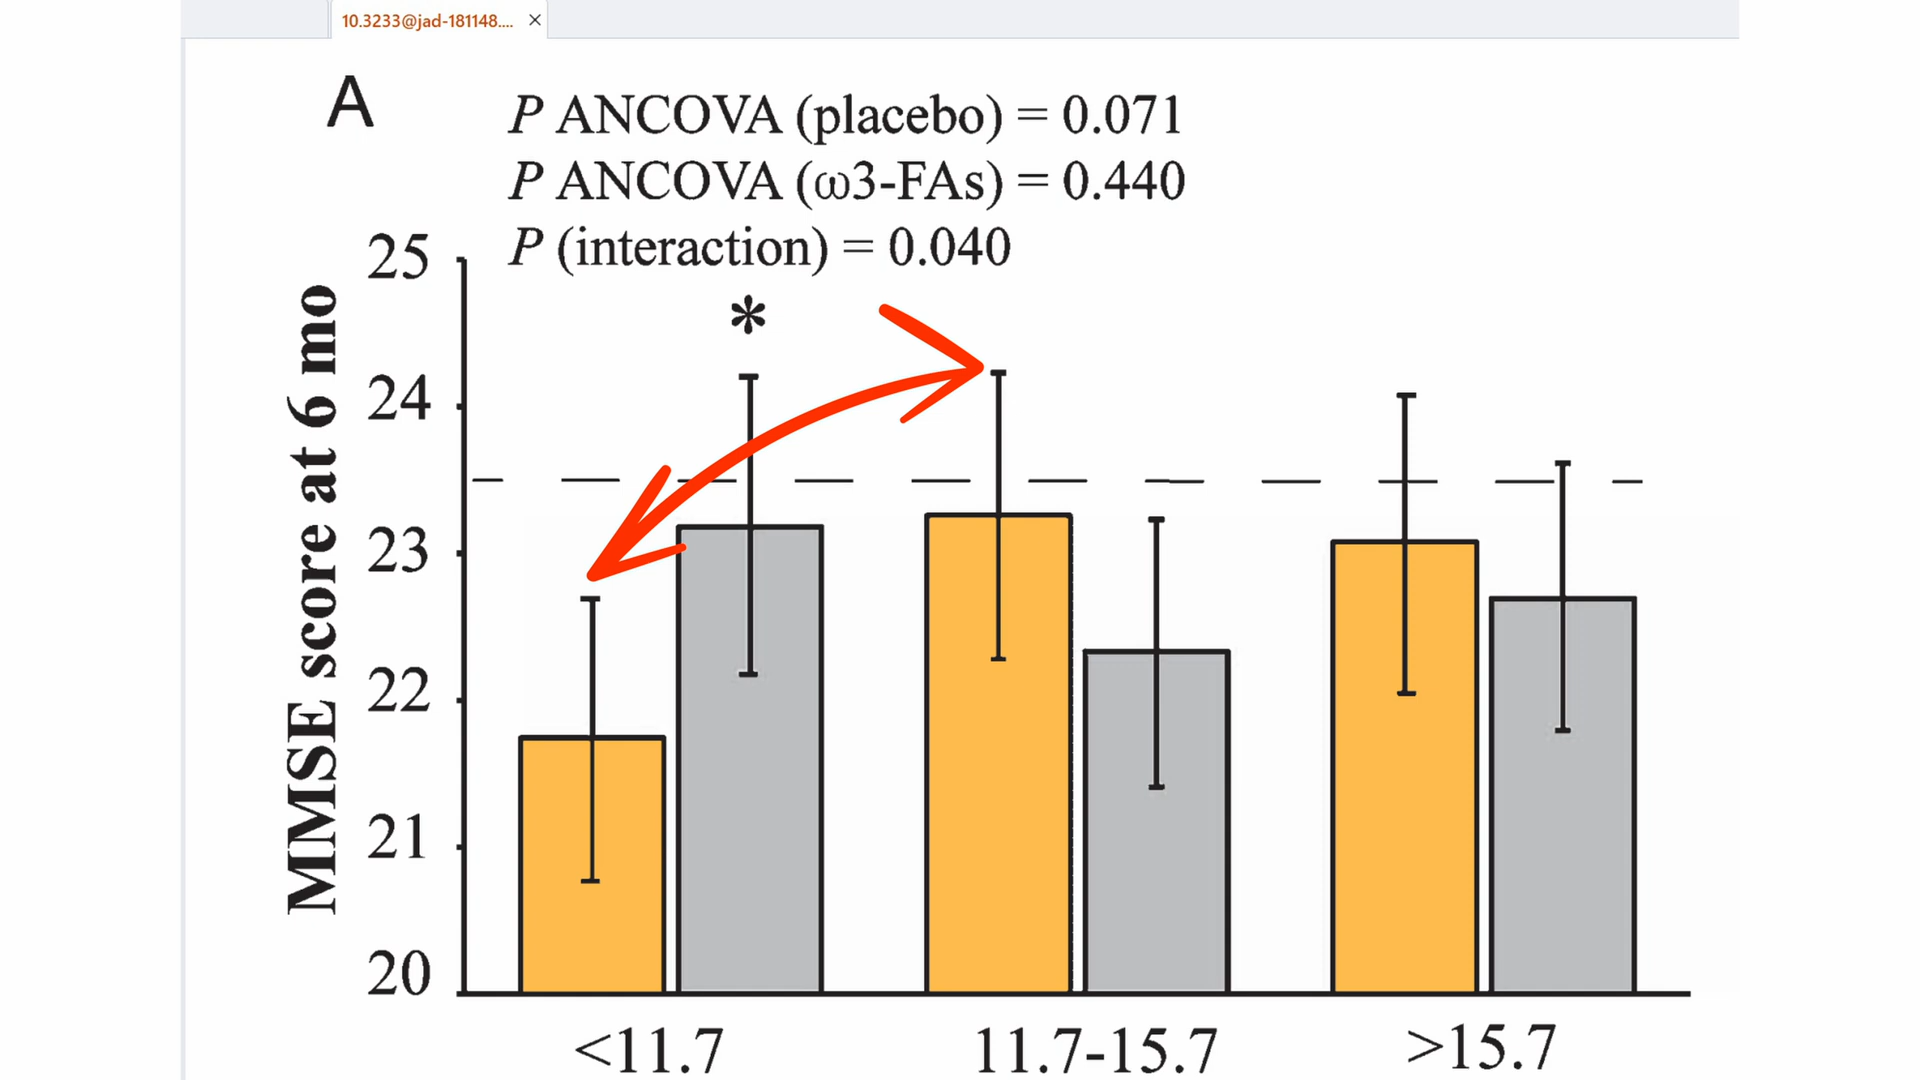 10.3233@jad-181148....
A
P ANCOVA (placebo) = 0.071
P ANCOVA (ω3-FAs) = 0.440
P (interaction) = 0.040
MMSE score at 6 mo
25
24
23
22
21
20
*
<11.7
11.7-15.7
>15.7